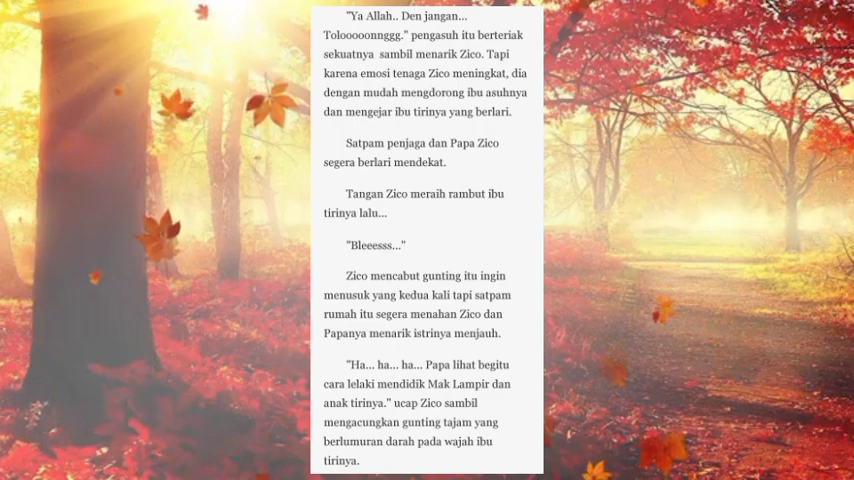 "Ya Allah.. Den jangan...
Tolooooonnggg." pengasuh itu berteriak
sekuatnya sambil menarik Zico. Tapi
karena emosi tenaga Zico meningkat, dia
dengan mudah mengdorong ibu asuhnya
dan mengejar ibu tirinya yang berlari.
Satpam penjaga dan Papa Zico
segera berlari mendekat.
Tangan Zico meraih rambut ibu
tirinya lalu...
"Bleeesss..."
Zico mencabut gunting itu ingin
menusuk yang kedua kali tapi satpam
rumah itu segera menahan Zico dan
Papanya menarik istrinya menjauh.
"Ha... ha... ha... Papa lihat begitu
cara lelaki mendidik Mak Lampir dan
anak tirinya." ucap Zico sambil
mengacungkan gunting tajam yang
berlumuran darah pada wajah ibu
tirinya.